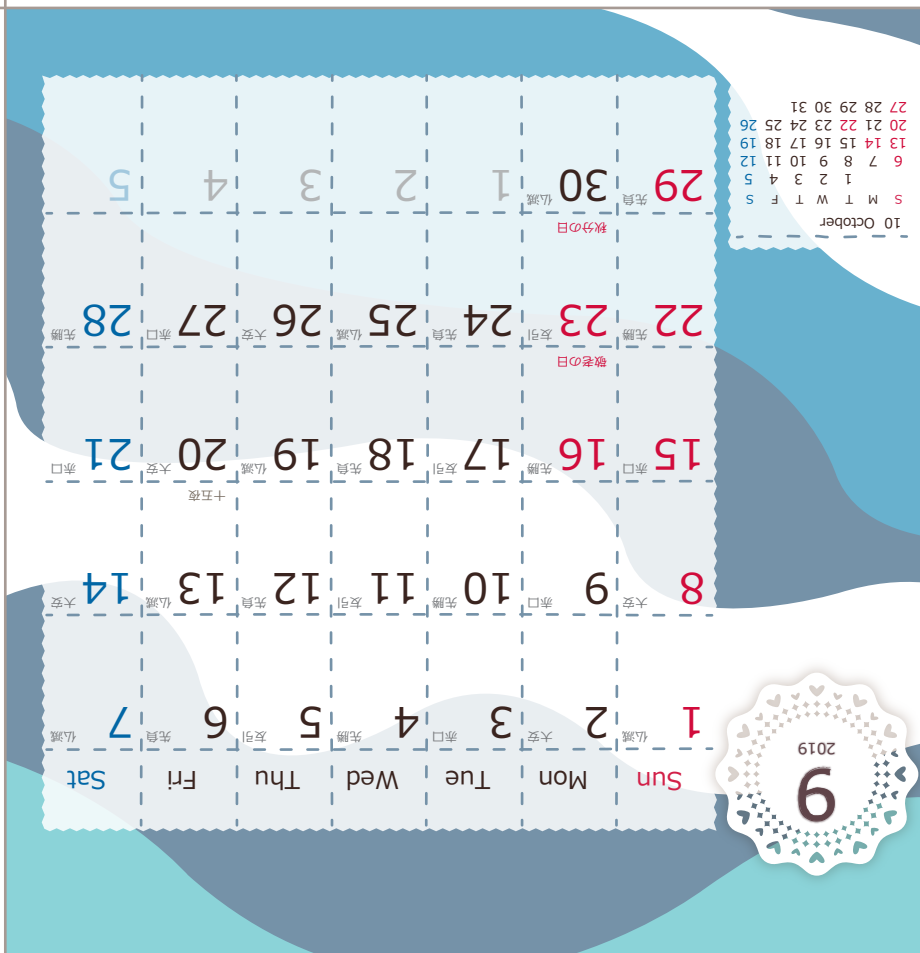 9
2019
Sun Mon Tue Wed Thu Fri Sat
1 仏滅 2 大安 3 赤口 4 先勝 5 友引 6 先負 7 仏滅
8 大安 9 赤口 10 先勝 11 友引 12 先負 13 仏滅 14 大安
十五夜
15 赤口 16 先勝 17 友引 18 先負 19 仏滅 20 大安 21 赤口
敬老の日
22 先勝 23 友引 24 先負 25 仏滅 26 大安 27 赤口 28 先勝
秋分の日
29 先負 30 仏滅 1 2 3 4 5
10 October
S M T W T F S
1 2 3 4 5
6 7 8 9 10 11 12
13 14 15 16 17 18 19
20 21 22 23 24 25 26
27 28 29 30 31